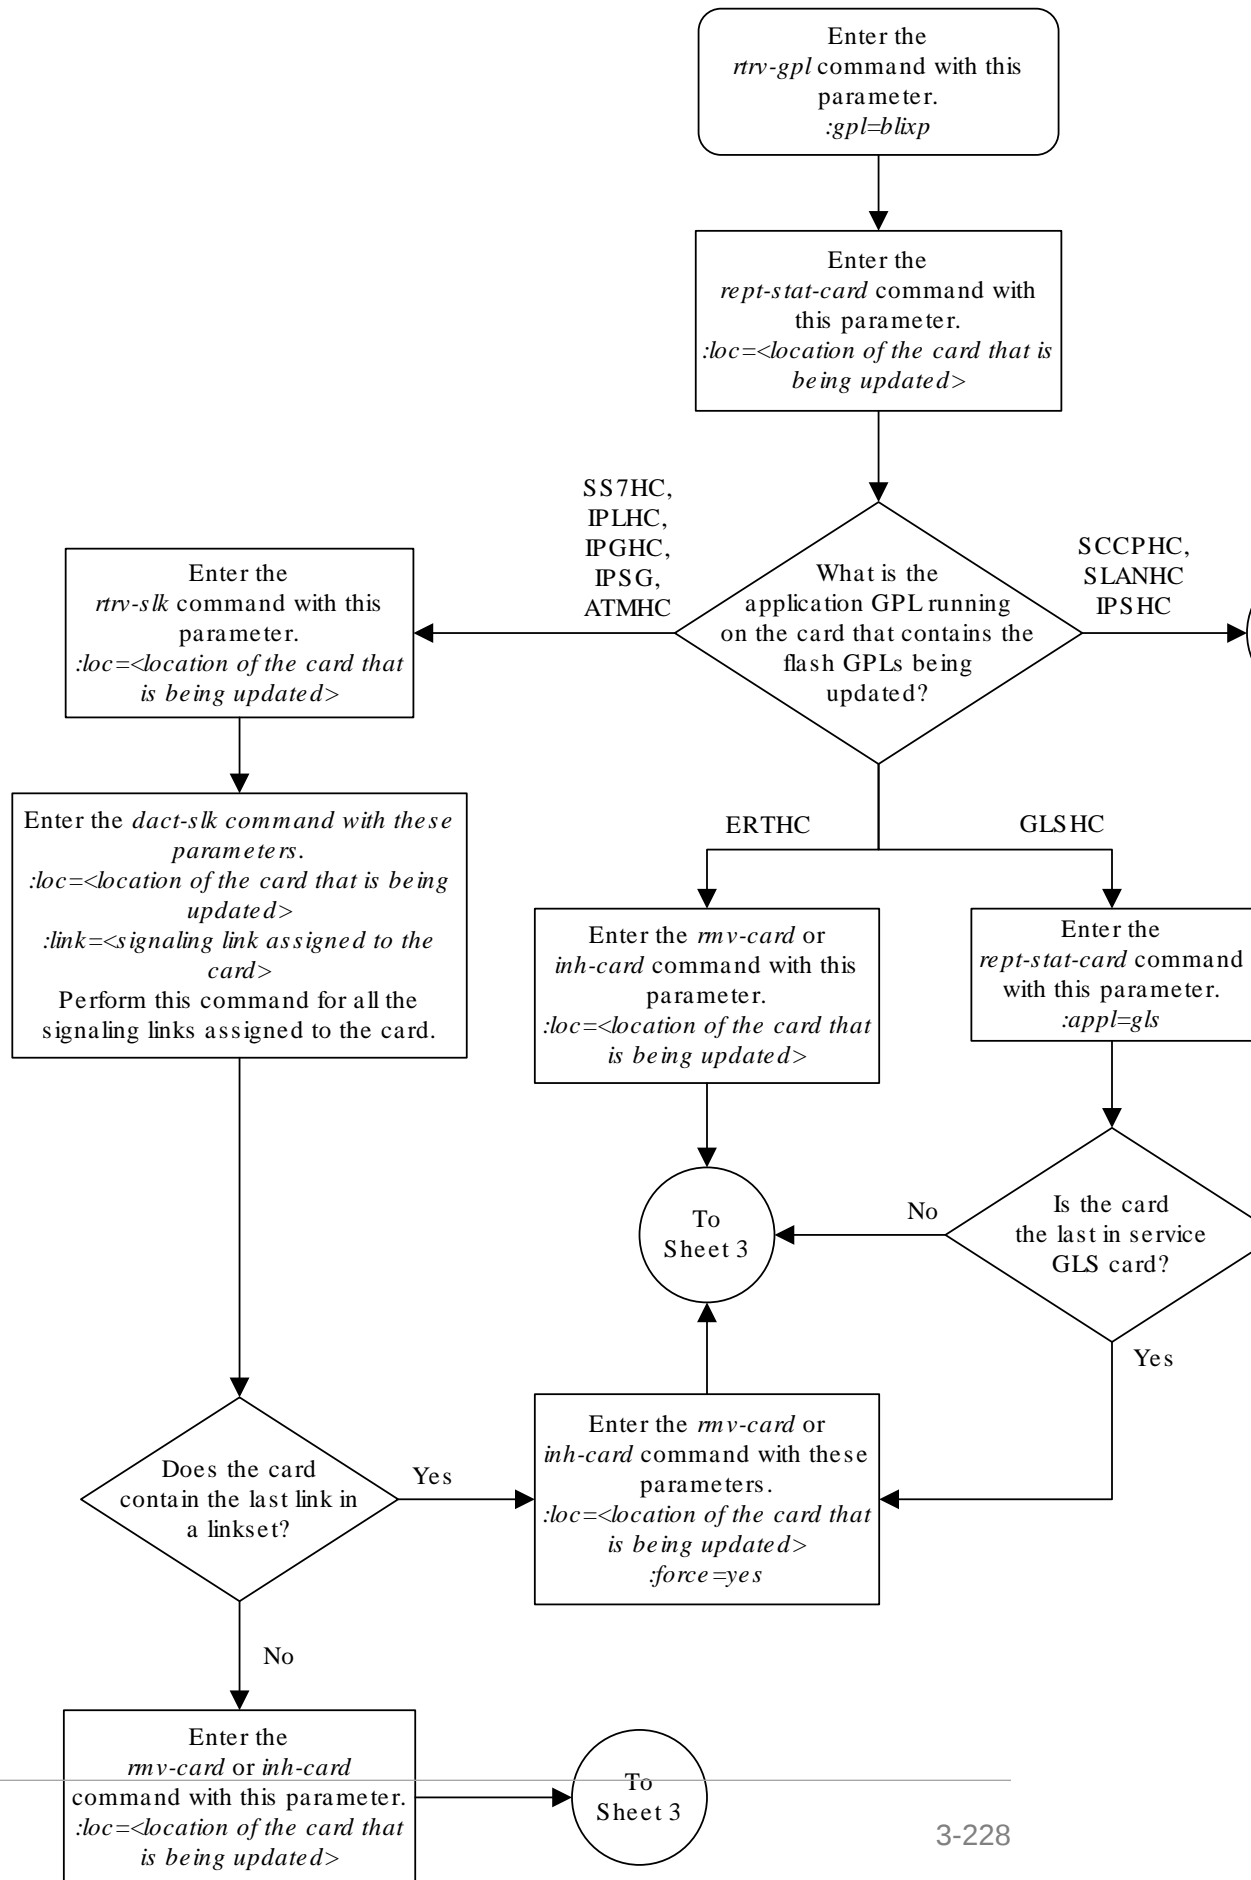 Enter the
rtrv-gpl command with this
parameter.
:gpl=blixp
Enter the
rept-stat-card command with
this parameter.
:loc=<location of the card that is
being updated>
SS7HC,
IPLHC,
IPGHC,
IPSG,
ATMHC
What is the
application GPL running
on the card that contains the
flash GPLs being
updated?
SCCPHC,
SLANHC
IPSHC
Enter the
rtrv-slk command with this
parameter.
:loc=<location of the card that
is being updated>
Enter the dact-slk command with these
parameters.
:loc=<location of the card that is being
updated>
:link=<signaling link assigned to the
card>
Perform this command for all the
signaling links assigned to the card.
ERTHC
GLSHC
Enter the rmv-card or
inh-card command with this
parameter.
:loc=<location of the card that
is being updated>
Enter the
rept-stat-card command
with this parameter.
:appl=gls
To
Sheet 3
No
Is the card
the last in service
GLS card?
Yes
Does the card
contain the last link in
a linkset?
Yes
Enter the rmv-card or
inh-card command with these
parameters.
:loc=<location of the card that
is being updated>
:force=yes
No
Enter the
rmv-card or inh-card
command with this parameter.
:loc=<location of the card that
is being updated>
To
Sheet 3
3-228